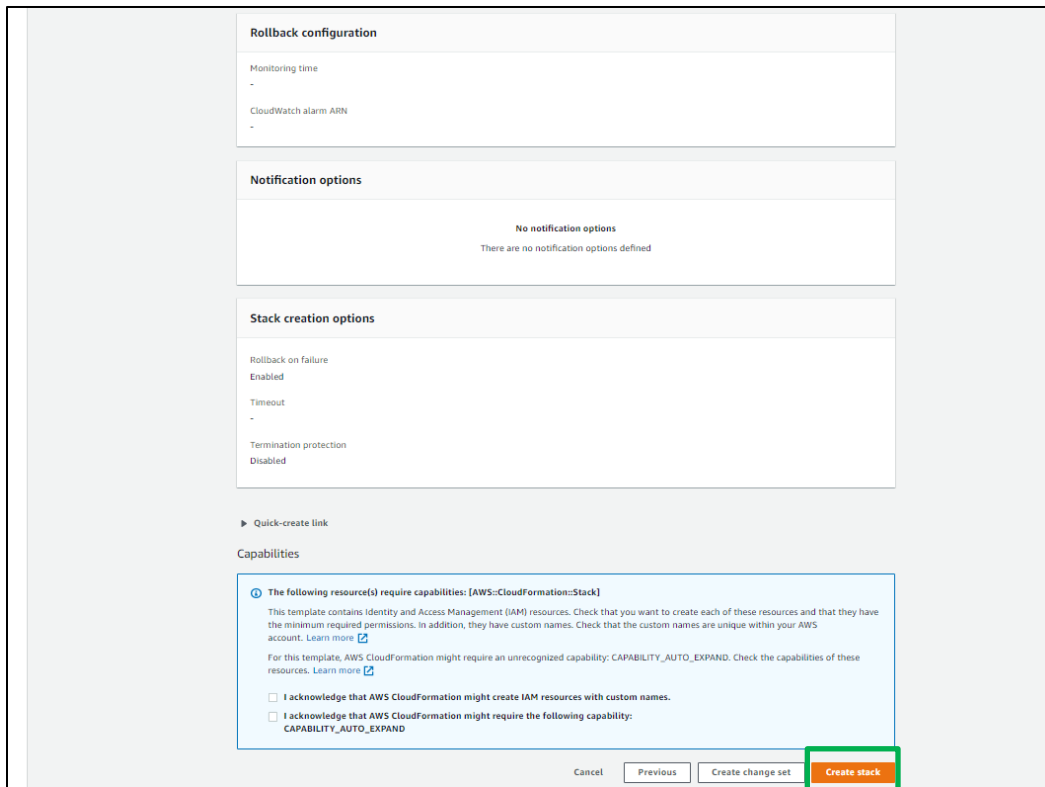 Rollback configuration
Monitoring time
-
CloudWatch alarm ARN
-
Notification options
No notification options
There are no notification options defined
Stack creation options
Rollback on failure
Enabled
Timeout
-
Termination protection
Disabled
Quick-create link
Capabilities
The following resource(s) require capabilities: [AWS::CloudFormation::Stack]
This template contains Identity and Access Management (IAM) resources. Check that you want to create each of these resources and that they have
the minimum required permissions. In addition, they have custom names. Check that the custom names are unique within your AWS
account. Learn more
For this template, AWS CloudFormation might require an unrecognized capability: CAPABILITY_AUTO_EXPAND. Check the capabilities of these
resources. Learn more
I acknowledge that AWS CloudFormation might create IAM resources with custom names.
I acknowledge that AWS CloudFormation might require the following capability:
CAPABILITY_AUTO_EXPAND
Cancel Previous Create change set Create stack